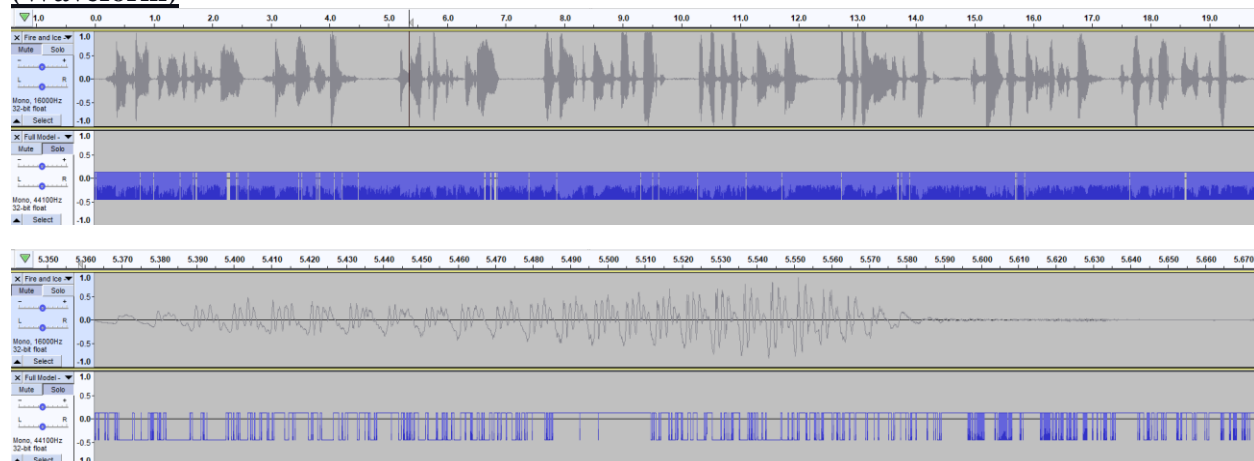 (Waveform)
1.0 0.0 1.0 2.0 3.0 4.0 5.0 6.0 7.0 8.0 9.0 10.0 11.0 12.0 13.0 14.0 15.0 16.0 17.0 18.0 19.0
× Fire and Ice
Mute Solo
- +
L R
Mono, 16000Hz
32-bit float
Select
1.0
0.5-
0.0-
-0.5-
-1.0
× Full Model -
Mute Solo
- +
L R
Mono, 44100Hz
32-bit float
Select
1.0
0.5-
0.0-
-0.5-
-1.0
5.350 5.360 5.370 5.380 5.390 5.400 5.410 5.420 5.430 5.440 5.450 5.460 5.470 5.480 5.490 5.500 5.510 5.520 5.530 5.540 5.550 5.560 5.570 5.580 5.590 5.600 5.610 5.620 5.630 5.640 5.650 5.660 5.670
× Fire and Ice
Mute Solo
- +
L R
Mono, 16000Hz
32-bit float
Select
1.0
0.5-
0.0-
-0.5-
-1.0
× Full Model -
Mute Solo
- +
L R
Mono, 44100Hz
32-bit float
Select
1.0
0.5-
0.0-
-0.5-
-1.0